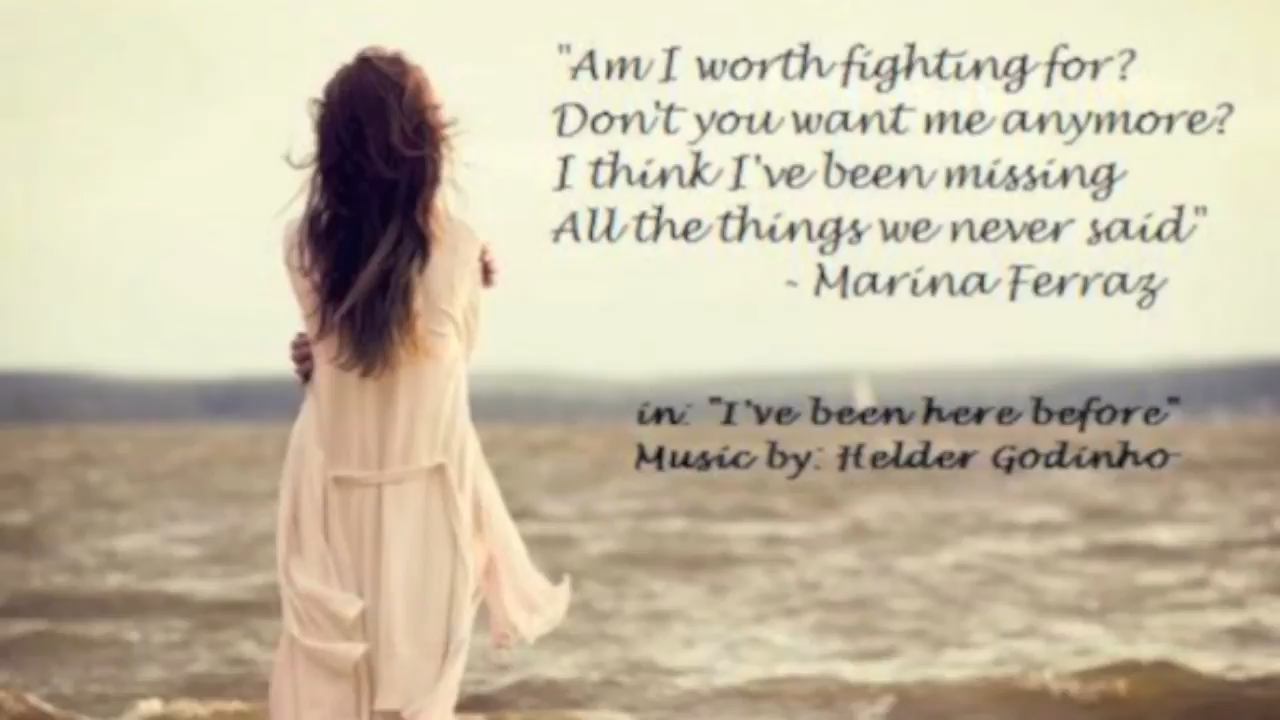 "Am I worth fighting for?
Don't you want me anymore?
I think I've been missing
All the things we never said"
- Marina Ferraz
in: "I've been here before"
Music by: Helder Godinho